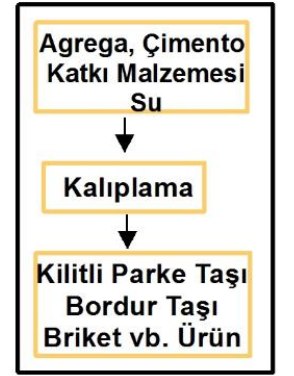 Agrega, Çimento
Katkı Malzemesi
Su
Kalıplama
Kilitli Parke Taşı
Bordur Taşı
Briket vb. Ürün